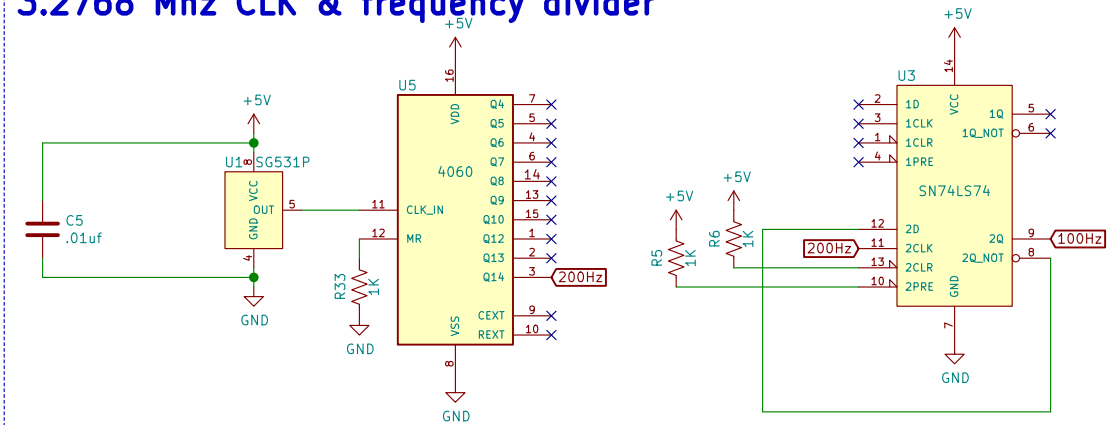 3.2768 Mhz CLK & frequency divider
+5V
U1
SG531P
8
VCC
OUT
5
GND
4
GND
C5
.01uf
+5V
16
U5
VDD
4060
11
CLK_IN
12
MR
R33
1K
GND
Q4
7
Q5
5
Q6
4
Q7
6
Q8
14
Q9
13
Q10
15
Q12
1
Q13
2
Q14
3
200Hz
CEXT
9
REXT
10
VSS
8
GND
+5V
R5
1K
+5V
R6
1K
+5V
14
U3
VCC
2
1D
3
1CLK
1
1CLR
4
1PRE
1Q
5
1Q_NOT
6
SN74LS74
12
2D
200Hz
11
2CLK
13
2CLR
10
2PRE
2Q
9
100Hz
2Q_NOT
8
GND
7
GND